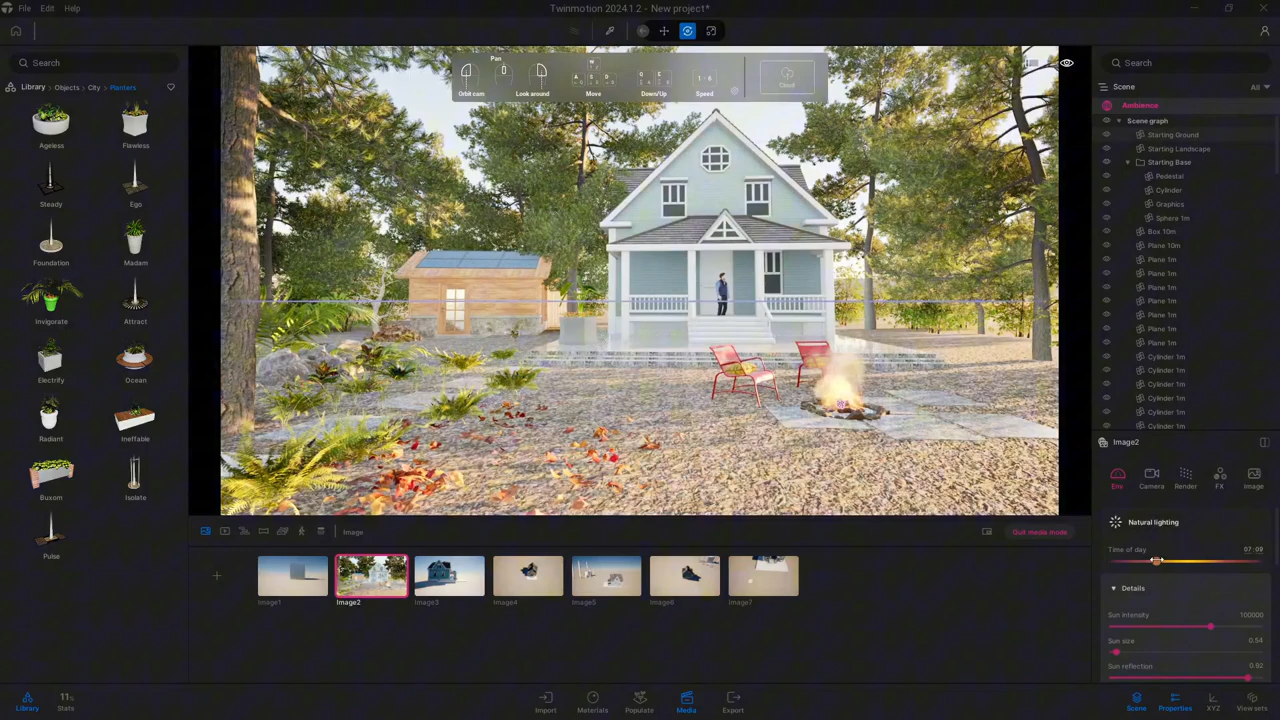 File Edit Help
Twinmotion 2024.1.2 - New project*
Search
Library Objects City Planters
Ageless
Flawless
Steady
Ego
Foundation
Madam
Invigorate
Attract
Electrify
Ocean
Radiant
Ineffable
Buxom
Isolate
Pulse
Pan
Orbit cam
Look around
Move
Down/Up
1 - 6
Speed
Cloud
Search
Scene
All
Ambience
Scene graph
Starting Ground
Starting Landscape
Starting Base
Pedestal
Cylinder
Graphics
Sphere 1m
Box 10m
Plane 10m
Plane 1m
Plane 1m
Plane 1m
Plane 1m
Plane 1m
Plane 1m
Plane 1m
Cylinder 1m
Cylinder 1m
Cylinder 1m
Cylinder 1m
Cylinder 1m
Cylinder 1m
Image2
Env
Camera
Render
FX
Image
Natural lighting
Time of day 07:09
Details
Sun intensity 100000
Sun size 0.54
Sun reflection 0.92
Image
Quit media mode
Image1
Image2
Image3
Image4
Image5
Image6
Image7
Library
11%
Stats
Import
Materials
Populate
Media
Export
Scene
Properties
XYZ
View sets